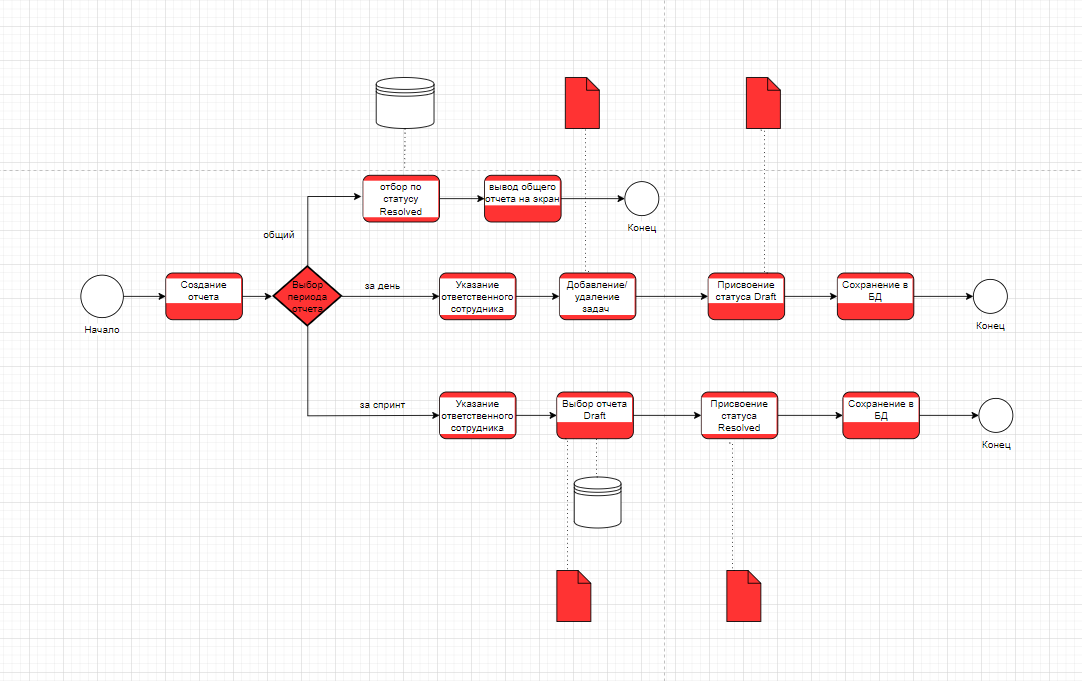 отбор по
статусу
Resolved
вывод общего
отчета на экран
Конец
общий
Начало
Создание
отчета
Выбор
периода
отчета
за день
Указание
ответственного
сотрудника
Добавление/
удаление
задач
Присвоение
статуса Draft
Сохранение в
БД
Конец
за спринт
Указание
ответственного
сотрудника
Выбор отчета
Draft
Присвоение
статуса
Resolved
Сохранение в
БД
Конец